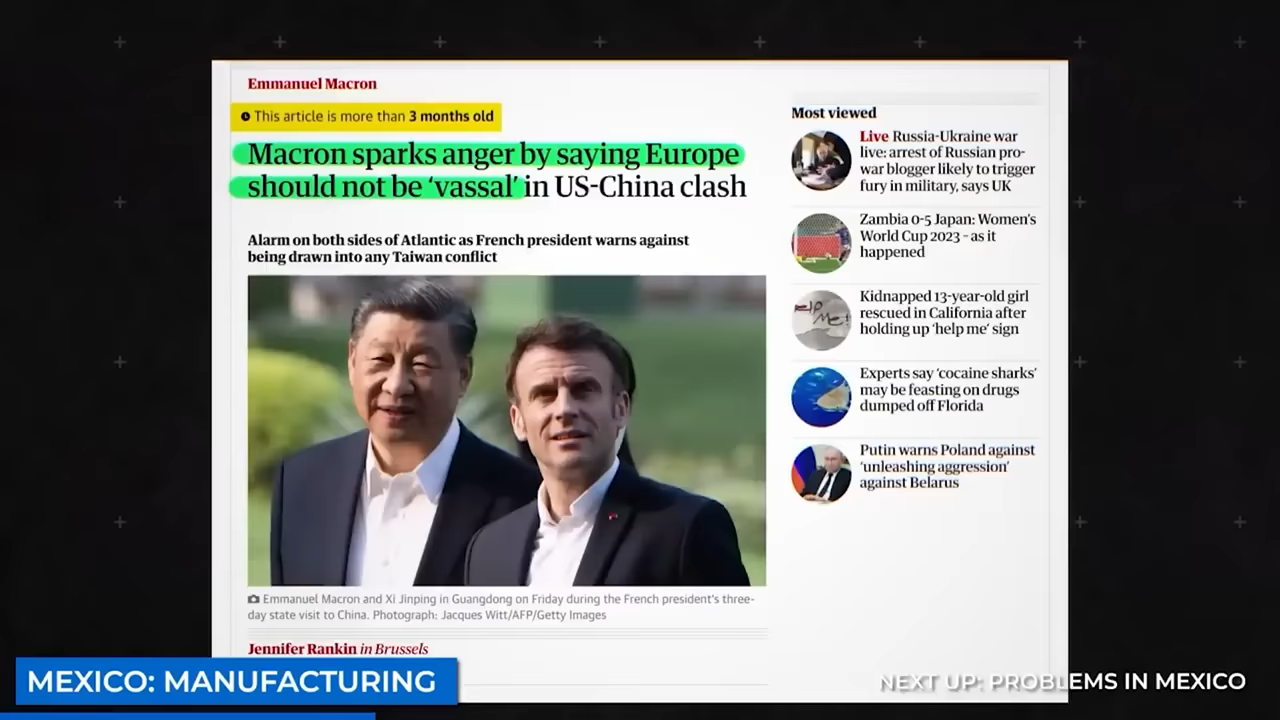 Emmanuel Macron
This article is more than 3 months old
Macron sparks anger by saying Europe
should not be ‘vassal’ in US-China clash
Alarm on both sides of Atlantic as French president warns against
being drawn into any Taiwan conflict
Emmanuel Macron and Xi Jinping in Guangdong on Friday during the French president's three-
day state visit to China. Photograph: Jacques Witt/AFP/Getty Images
Jennifer Rankin in Brussels
Most viewed
Live Russia-Ukraine war
live: arrest of Russian pro-
war blogger likely to trigger
fury in military, says UK
Zambia 0-5 Japan: Women's
World Cup 2023 – as it
happened
HELP
Me!
Kidnapped 13-year-old girl
rescued in California after
holding up ‘help me’ sign
Experts say ‘cocaine sharks’
may be feasting on drugs
dumped off Florida
Putin warns Poland against
‘unleashing aggression’
against Belarus
MEXICO: MANUFACTURING
NEXT UP: PROBLEMS IN MEXICO